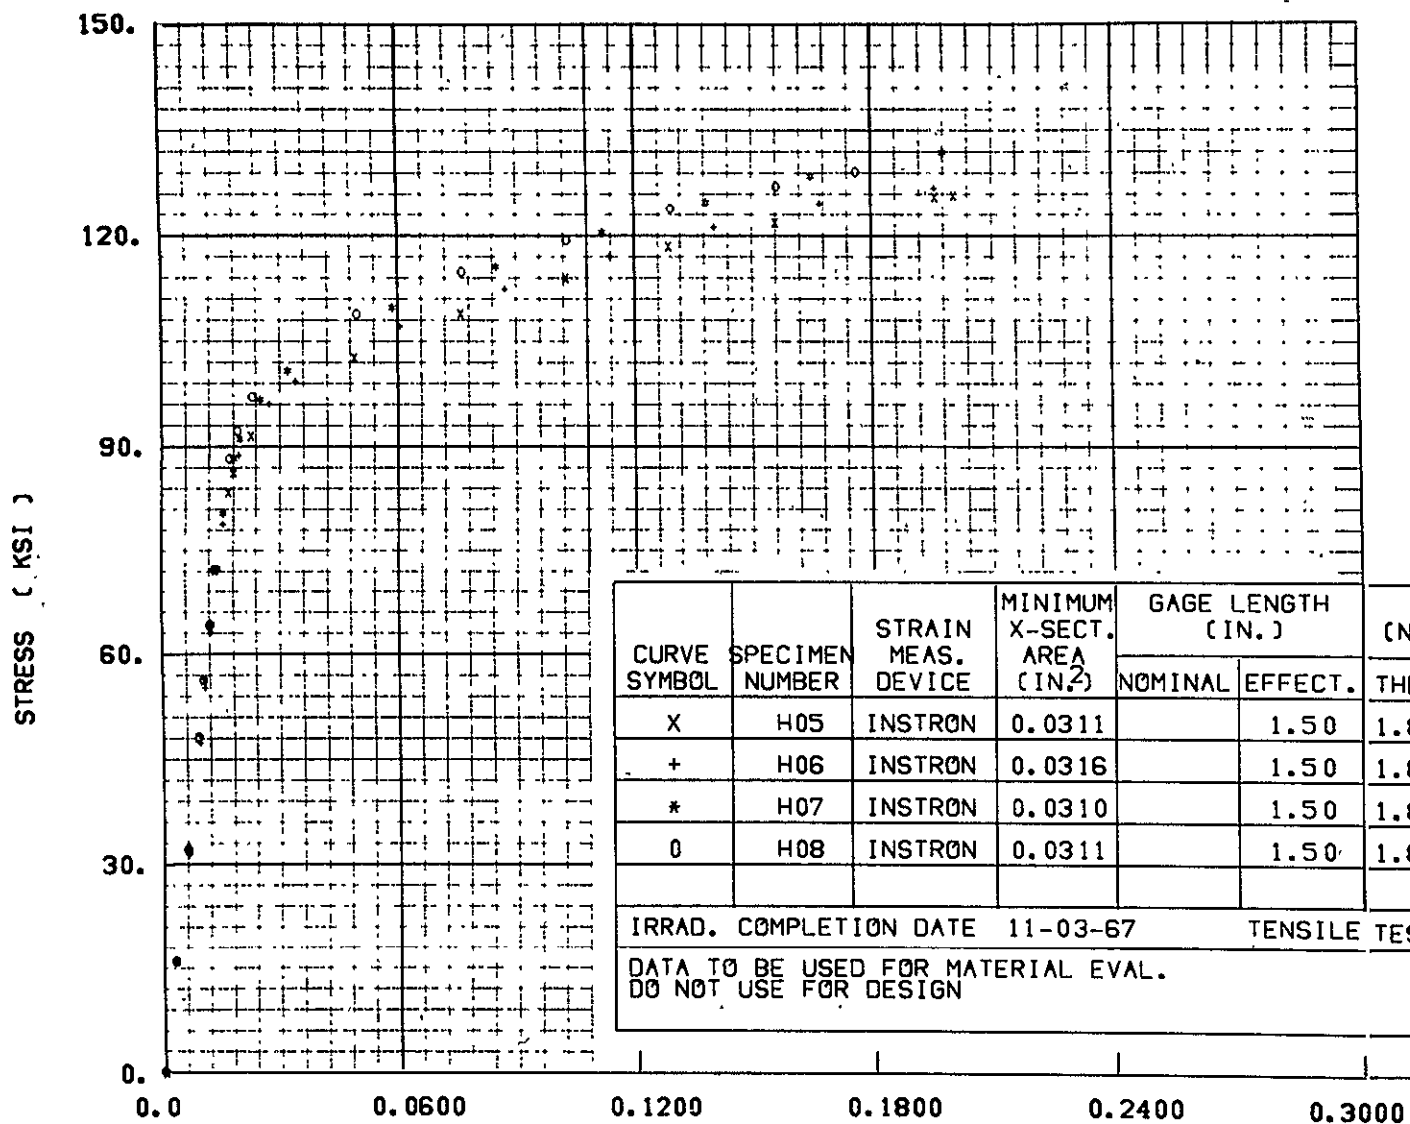 150.
120.
90.
60.
30.
0.
STRESS ( KSI )
0.0 0.0600 0.1200 0.1800 0.2400 0.3000
CURVE SYMBOL SPECIMEN NUMBER STRAIN MEAS. DEVICE MINIMUM X-SECT. AREA (IN.2) GAGE LENGTH (IN.) NOMINAL EFFECT.
X H05 INSTRON 0.0311 1.50
+ H06 INSTRON 0.0316 1.50
* H07 INSTRON 0.0310 1.50
0 H08 INSTRON 0.0311 1.50
IRRAD. COMPLETION DATE 11-03-67 TENSILE
DATA TO BE USED FOR MATERIAL EVAL.
DO NOT USE FOR DESIGN